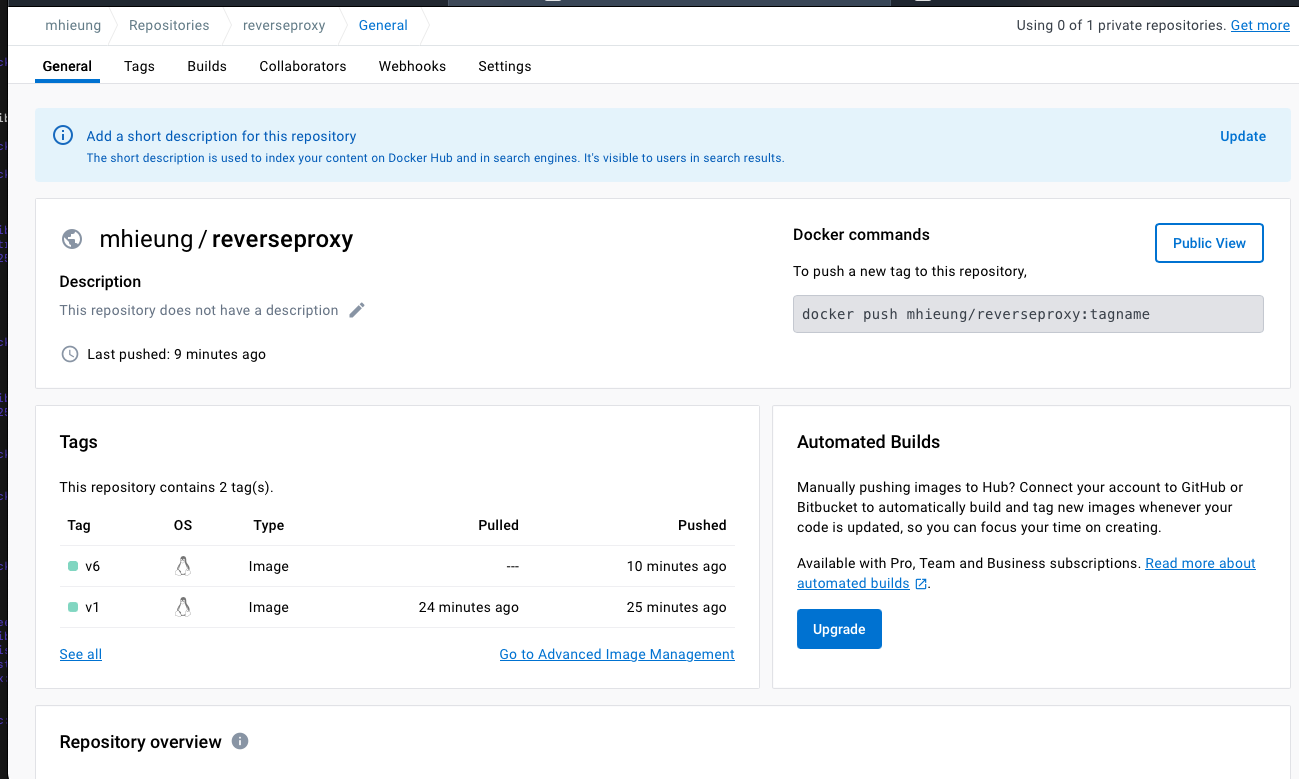 mhieung Repositories reverseproxy General Using 0 of 1 private repositories. Get more
General Tags Builds Collaborators Webhooks Settings
Add a short description for this repository Update
The short description is used to index your content on Docker Hub and in search engines. It's visible to users in search results.
mhieung / reverseproxy
Description
This repository does not have a description
Last pushed: 9 minutes ago
Docker commands
Public View
To push a new tag to this repository,
docker push mhieung/reverseproxy:tagname
Tags
This repository contains 2 tag(s).
Tag OS Type Pulled Pushed
v6 Image --- 10 minutes ago
v1 Image 24 minutes ago 25 minutes ago
See all Go to Advanced Image Management
Automated Builds
Manually pushing images to Hub? Connect your account to GitHub or
Bitbucket to automatically build and tag new images whenever your
code is updated, so you can focus your time on creating.
Available with Pro, Team and Business subscriptions. Read more about
automated builds .
Upgrade
Repository overview